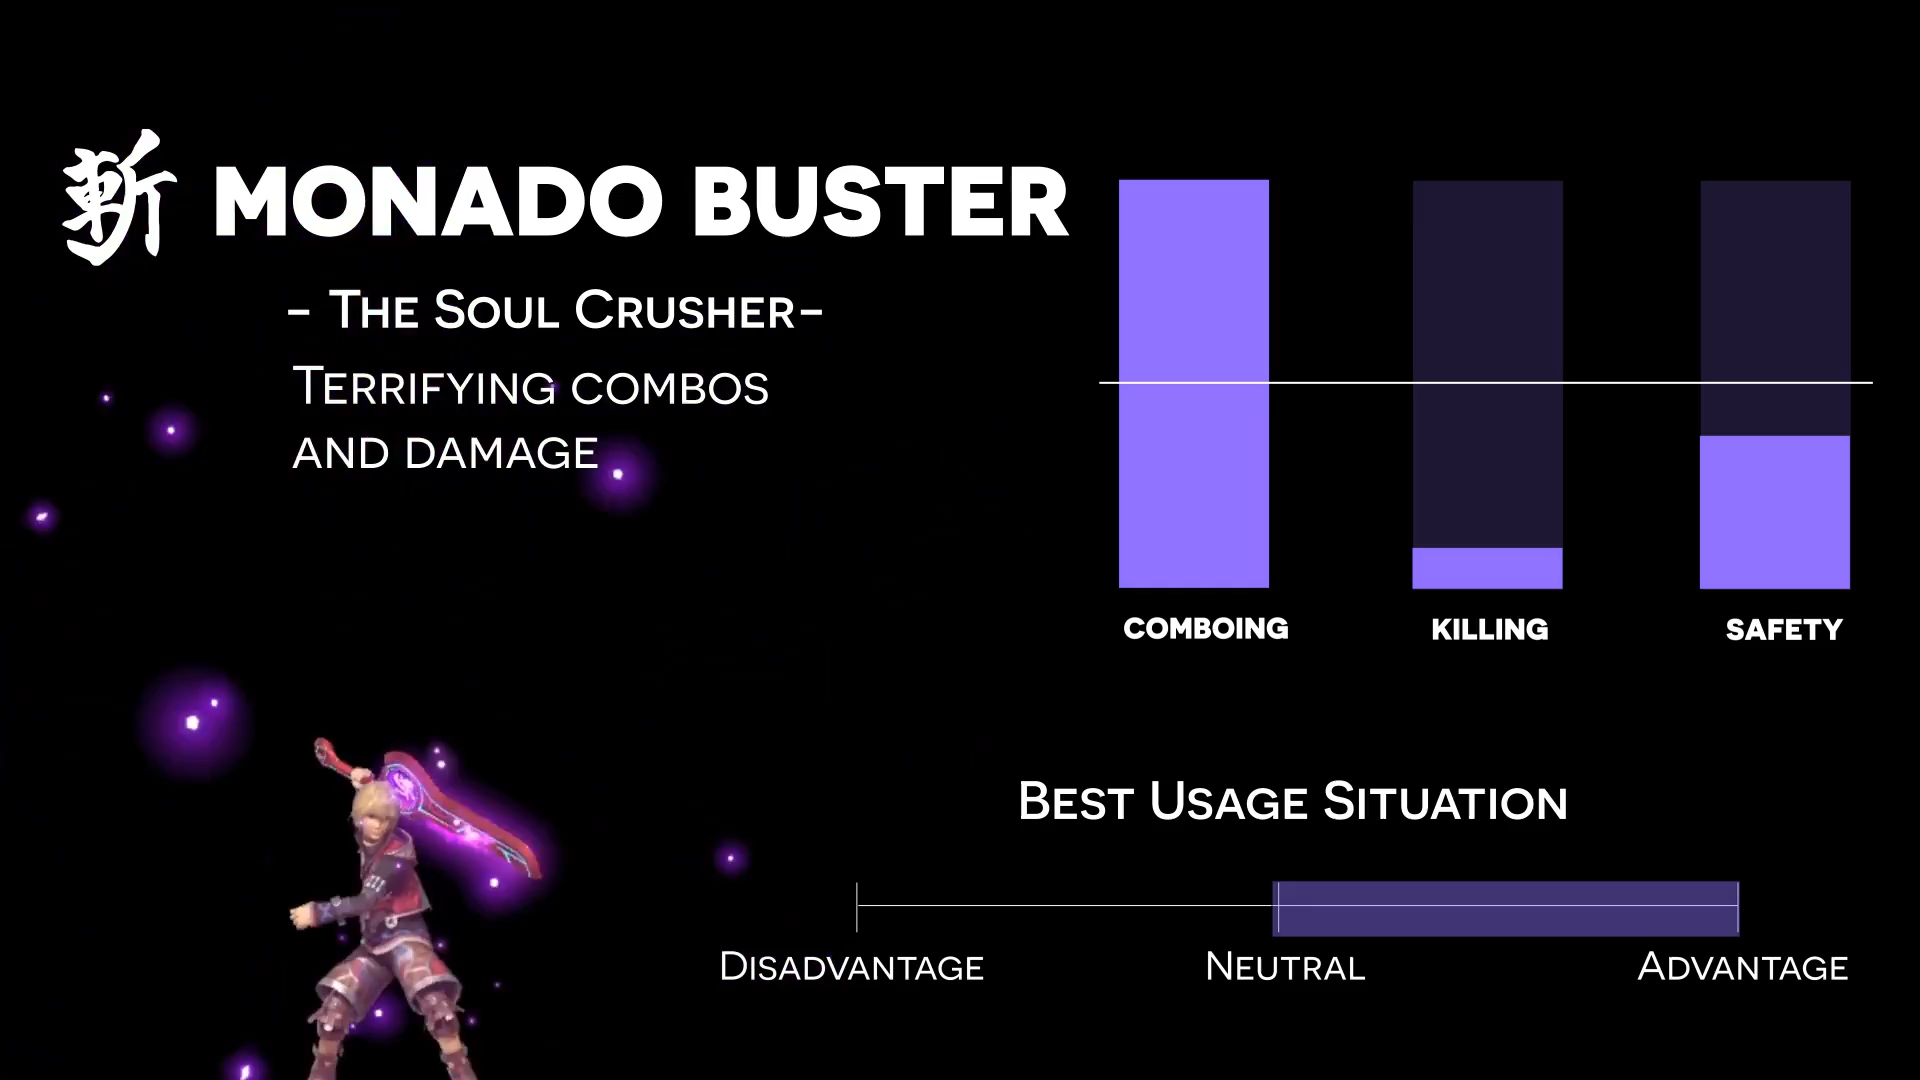 斬 MONADO BUSTER
- THE SOUL CRUSHER-
TERRIFYING COMBOS
AND DAMAGE
COMBOING
KILLING
SAFETY
BEST USAGE SITUATION
DISADVANTAGE
NEUTRAL
ADVANTAGE